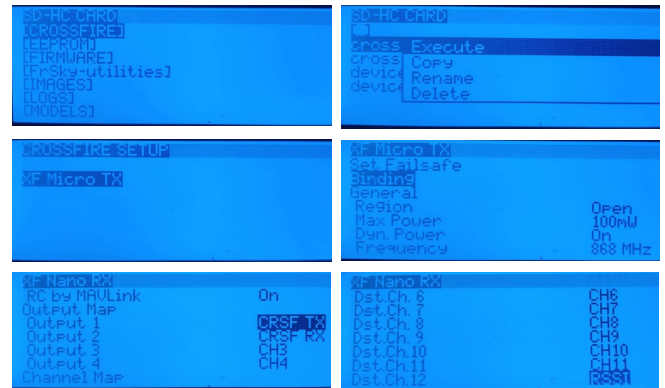 SD-HC CARD
[CROSSFIRE]
[EEPROM]
[FIRMWARE]
[FrSky-utilities]
[IMAGES]
[LOGS]
[MODELS]
SD-HC CARD
[..]
cross Execute
cross Copy
device Rename
device Delete
CROSSFIRE SETUP
XF Micro TX
XF Micro TX
Set Failsafe
Binding
General
Region Open
Max Power 100mW
Dyn. Power On
Frequency 868 MHz
XF Nano RX
RC by MAVLink On
Output Map
Output 1 CRSF TX
Output 2 CRSF RX
Output 3 CH3
Output 4 CH4
Channel Map
XF Nano RX
Dst.Ch. 6 CH6
Dst.Ch. 7 CH7
Dst.Ch. 8 CH8
Dst.Ch. 9 CH9
Dst.Ch.10 CH10
Dst.Ch.11 CH11
Dst.Ch.12 RSSI